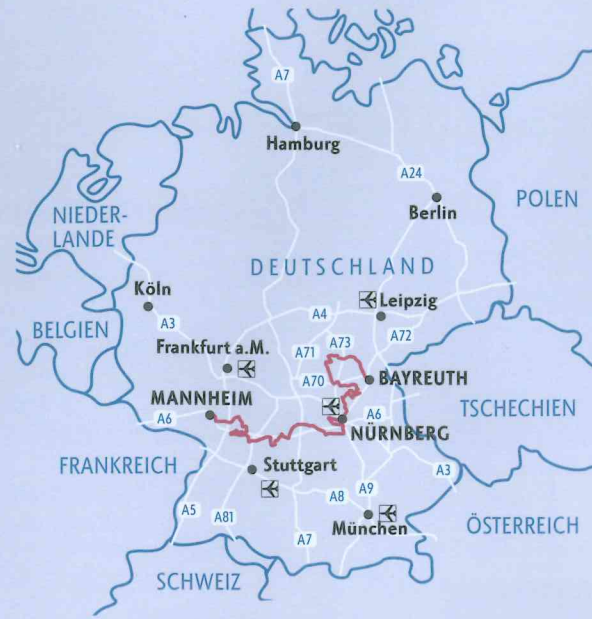 A7
Hamburg
A24
POLEN
Berlin
NIEDER-
LANDE
DEUTSCHLAND
Köln
Leipzig
A4
A3
BELGIEN
A73
A72
Frankfurt a.M.
A71
A70
BAYREUTH
MANNHEIM
TSCHECHIEN
A6
A6
NÜRNBERG
FRANKREICH
Stuttgart
A3
A8
A9
A5
A81
München
ÖSTERREICH
A7
SCHWEIZ